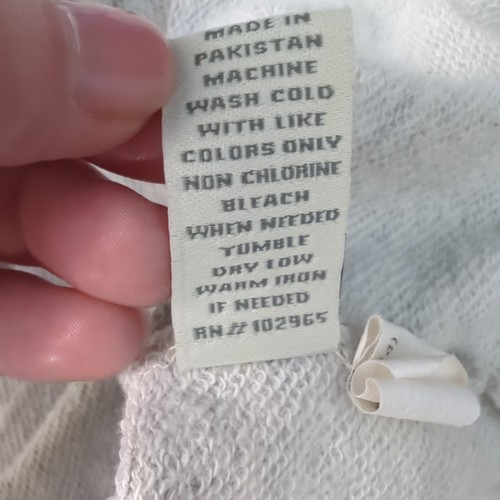 MADE IN
PAKISTAN
MACHINE
WASH COLD
WITH LIKE
COLORS ONLY
NON CHLORINE
BLEACH
WHEN NEEDED
TUMBLE
DRY LOW
WARM IRON
IF NEEDED
RN# 102965